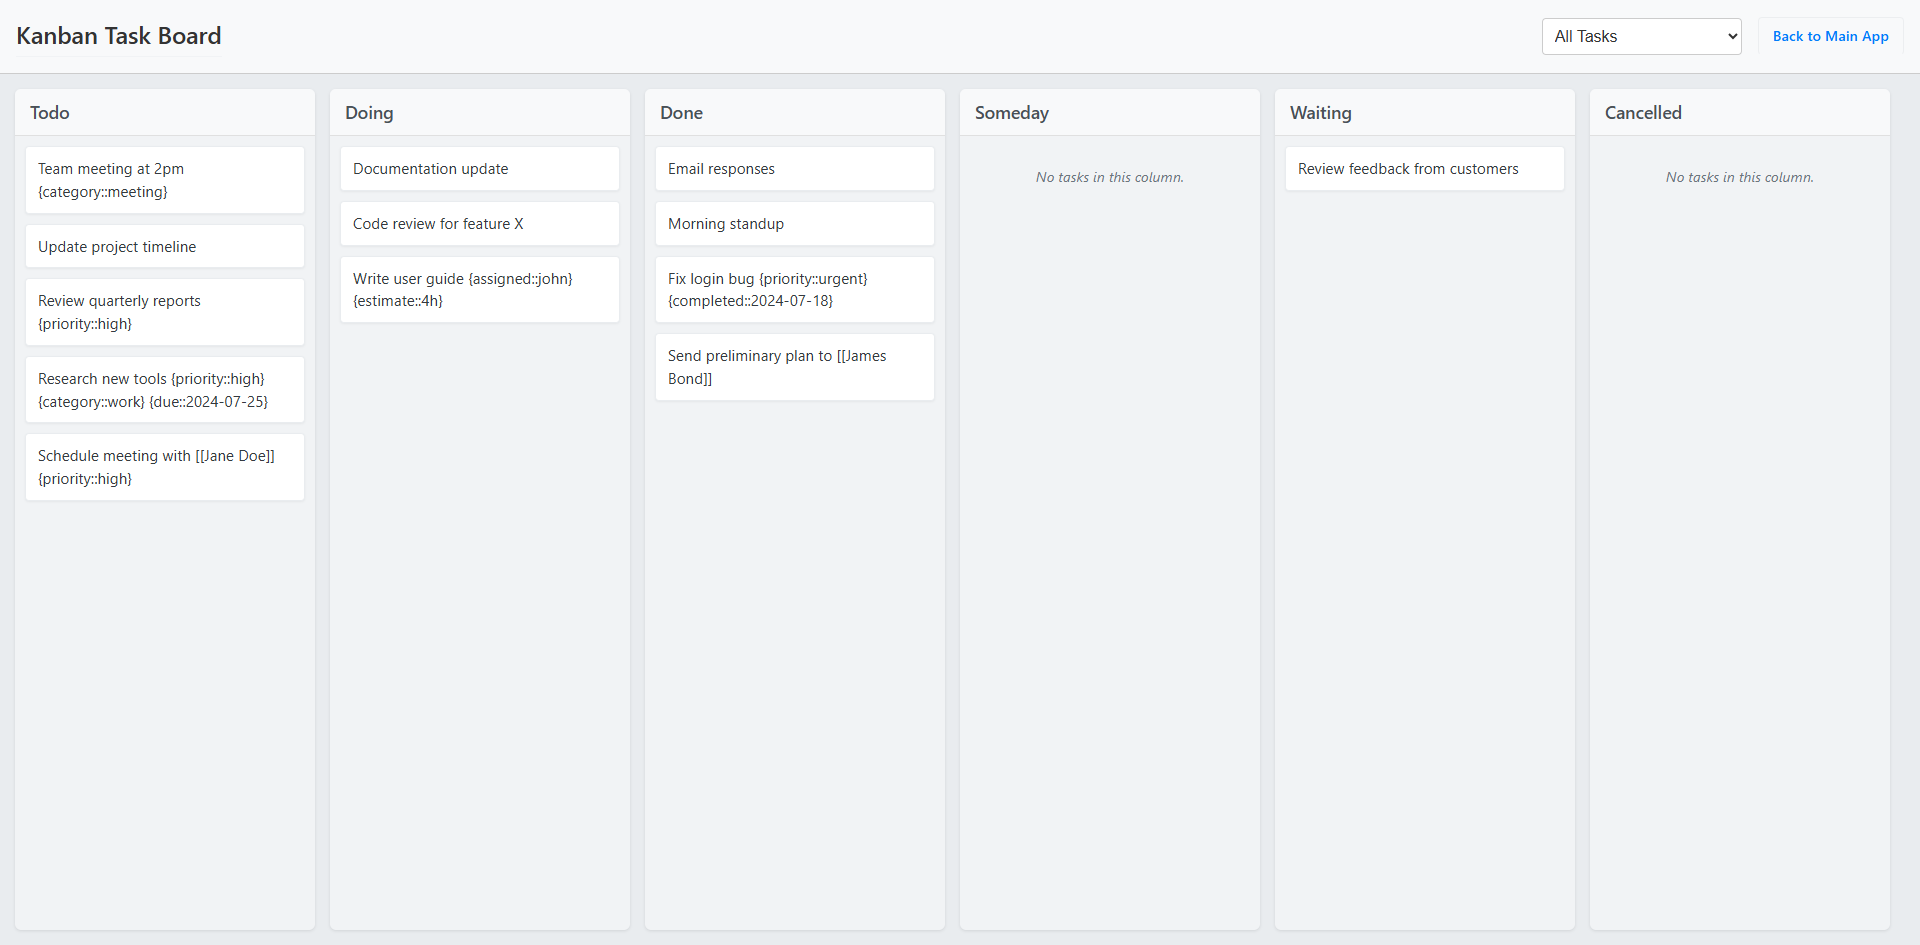 Kanban Task Board
All Tasks
Back to Main App
Todo
Team meeting at 2pm
{category::meeting}
Update project timeline
Review quarterly reports
{priority::high}
Research new tools {priority::high}
{category::work} {due::2024-07-25}
Schedule meeting with [[Jane Doe]]
{priority::high}
Doing
Documentation update
Code review for feature X
Write user guide {assigned::john}
{estimate::4h}
Done
Email responses
Morning standup
Fix login bug {priority::urgent}
{completed::2024-07-18}
Send preliminary plan to [[James
Bond]]
Someday
No tasks in this column.
Waiting
Review feedback from customers
Cancelled
No tasks in this column.